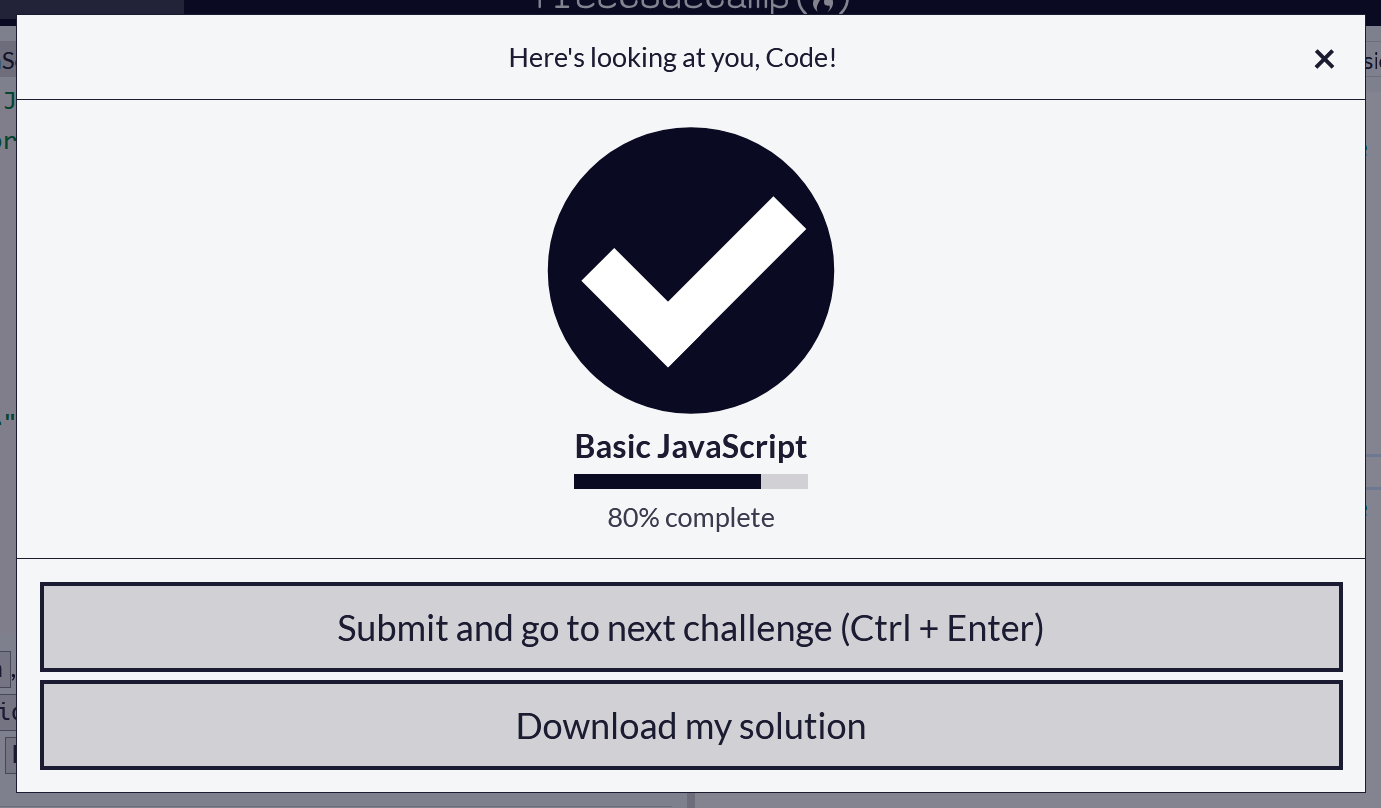 freeCodeCamp
Here's looking at you, Code!
Basic JavaScript
80% complete
Submit and go to next challenge (Ctrl + Enter)
Download my solution